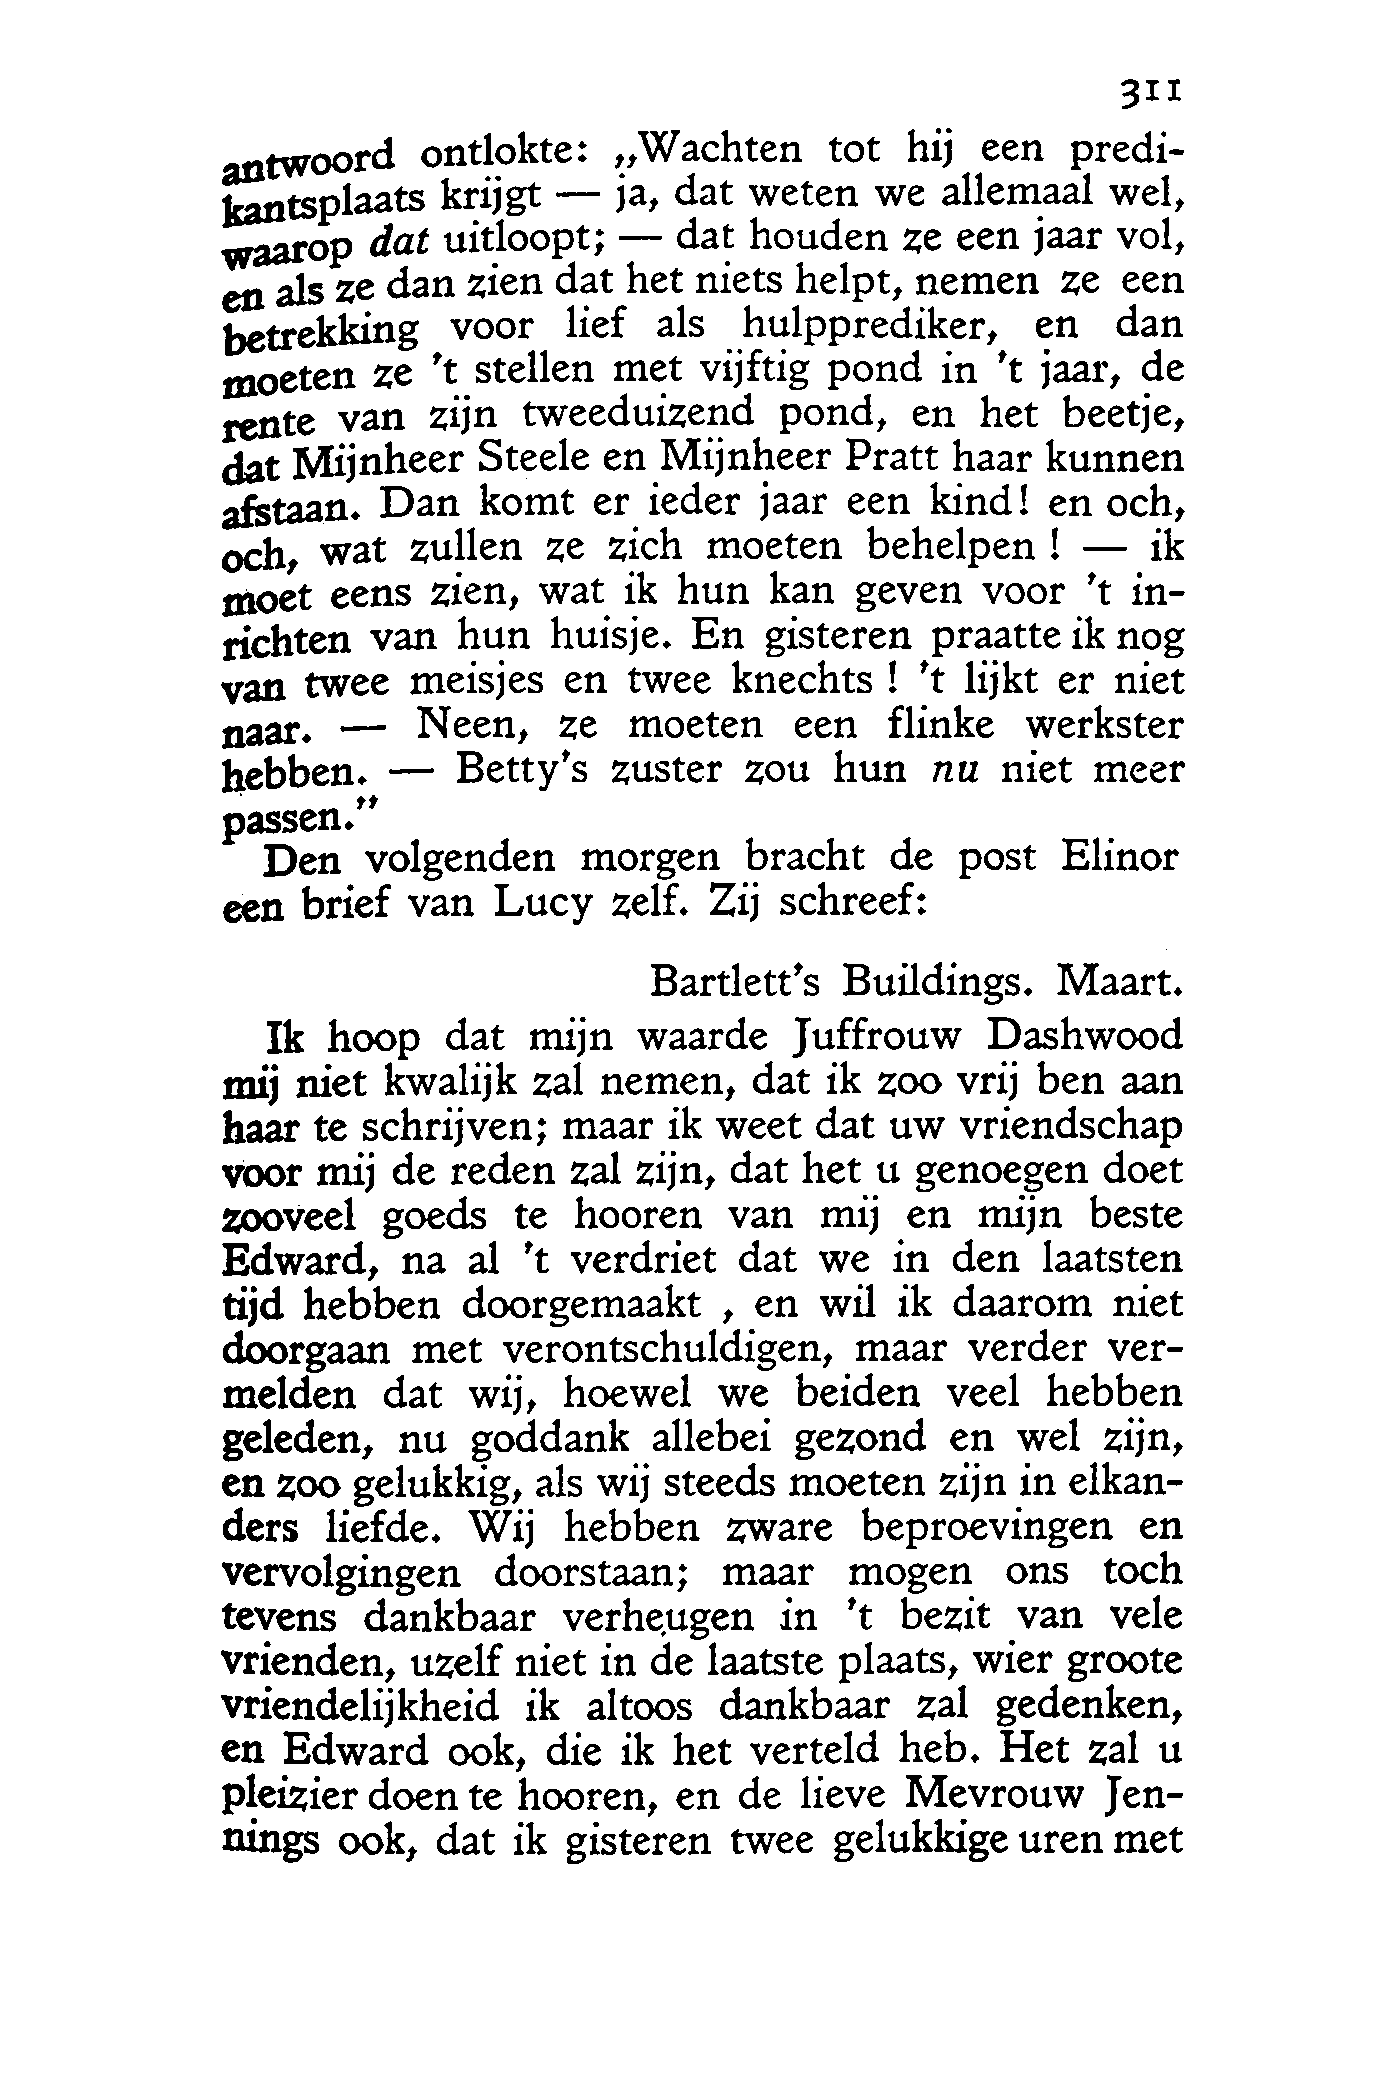 311
antwoord ontlokte: „Wachten tot hij een predi-
kantsplaats krijgt — ja, dat weten we allemaal wel,
waarop dat uitloopt; — dat houden ze een jaar vol,
en als ze dan zien dat het niets helpt, nemen ze een
betrekking voor lief als hulpprediker, en dan
moeten ze 't stellen met vijftig pond in 't jaar, de
rente van zijn tweeduizend pond, en het beetje,
dat Mijnheer Steele en Mijnheer Pratt haar kunnen
afstaan. Dan komt er ieder jaar een kind! en och,
och, wat zullen ze zich moeten behelpen ! — ik
moet eens zien, wat ik hun kan geven voor 't in-
richten van hun huisje. En gisteren praatte ik nog
van twee meisjes en twee knechts ! 't lijkt er niet
naar. — Neen, ze moeten een flinke werkster
hebben. — Betty's zuster zou hun nu niet meer
passen."
Den volgenden morgen bracht de post Elinor
een brief van Lucy zelf. Zij schreef:
Bartlett's Buildings. Maart.
Ik hoop dat mijn waarde Juffrouw Dashwood
mij niet kwalijk zal nemen, dat ik zoo vrij ben aan
haar te schrijven; maar ik weet dat uw vriendschap
voor mij de reden zal zijn, dat het u genoegen doet
zooveel goeds te hooren van mij en mijn beste
Edward, na al 't verdriet dat we in den laatsten
tijd hebben doorgemaakt , en wil ik daarom niet
doorgaan met verontschuldigen, maar verder ver-
melden dat wij, hoewel we beiden veel hebben
geleden, nu goddank allebei gezond en wel zijn,
en zoo gelukkig, als wij steeds moeten zijn in elkan-
ders liefde. Wij hebben zware beproevingen en
vervolgingen doorstaan; maar mogen ons toch
tevens dankbaar verheugen in 't bezit van vele
vrienden, uzelf niet in de laatste plaats, wier groote
vriendelijkheid ik altoos dankbaar zal gedenken,
en Edward ook, die ik het verteld heb. Het zal u
pleizier doen te hooren, en de lieve Mevrouw Jen-
nings ook, dat ik gisteren twee gelukkige uren met